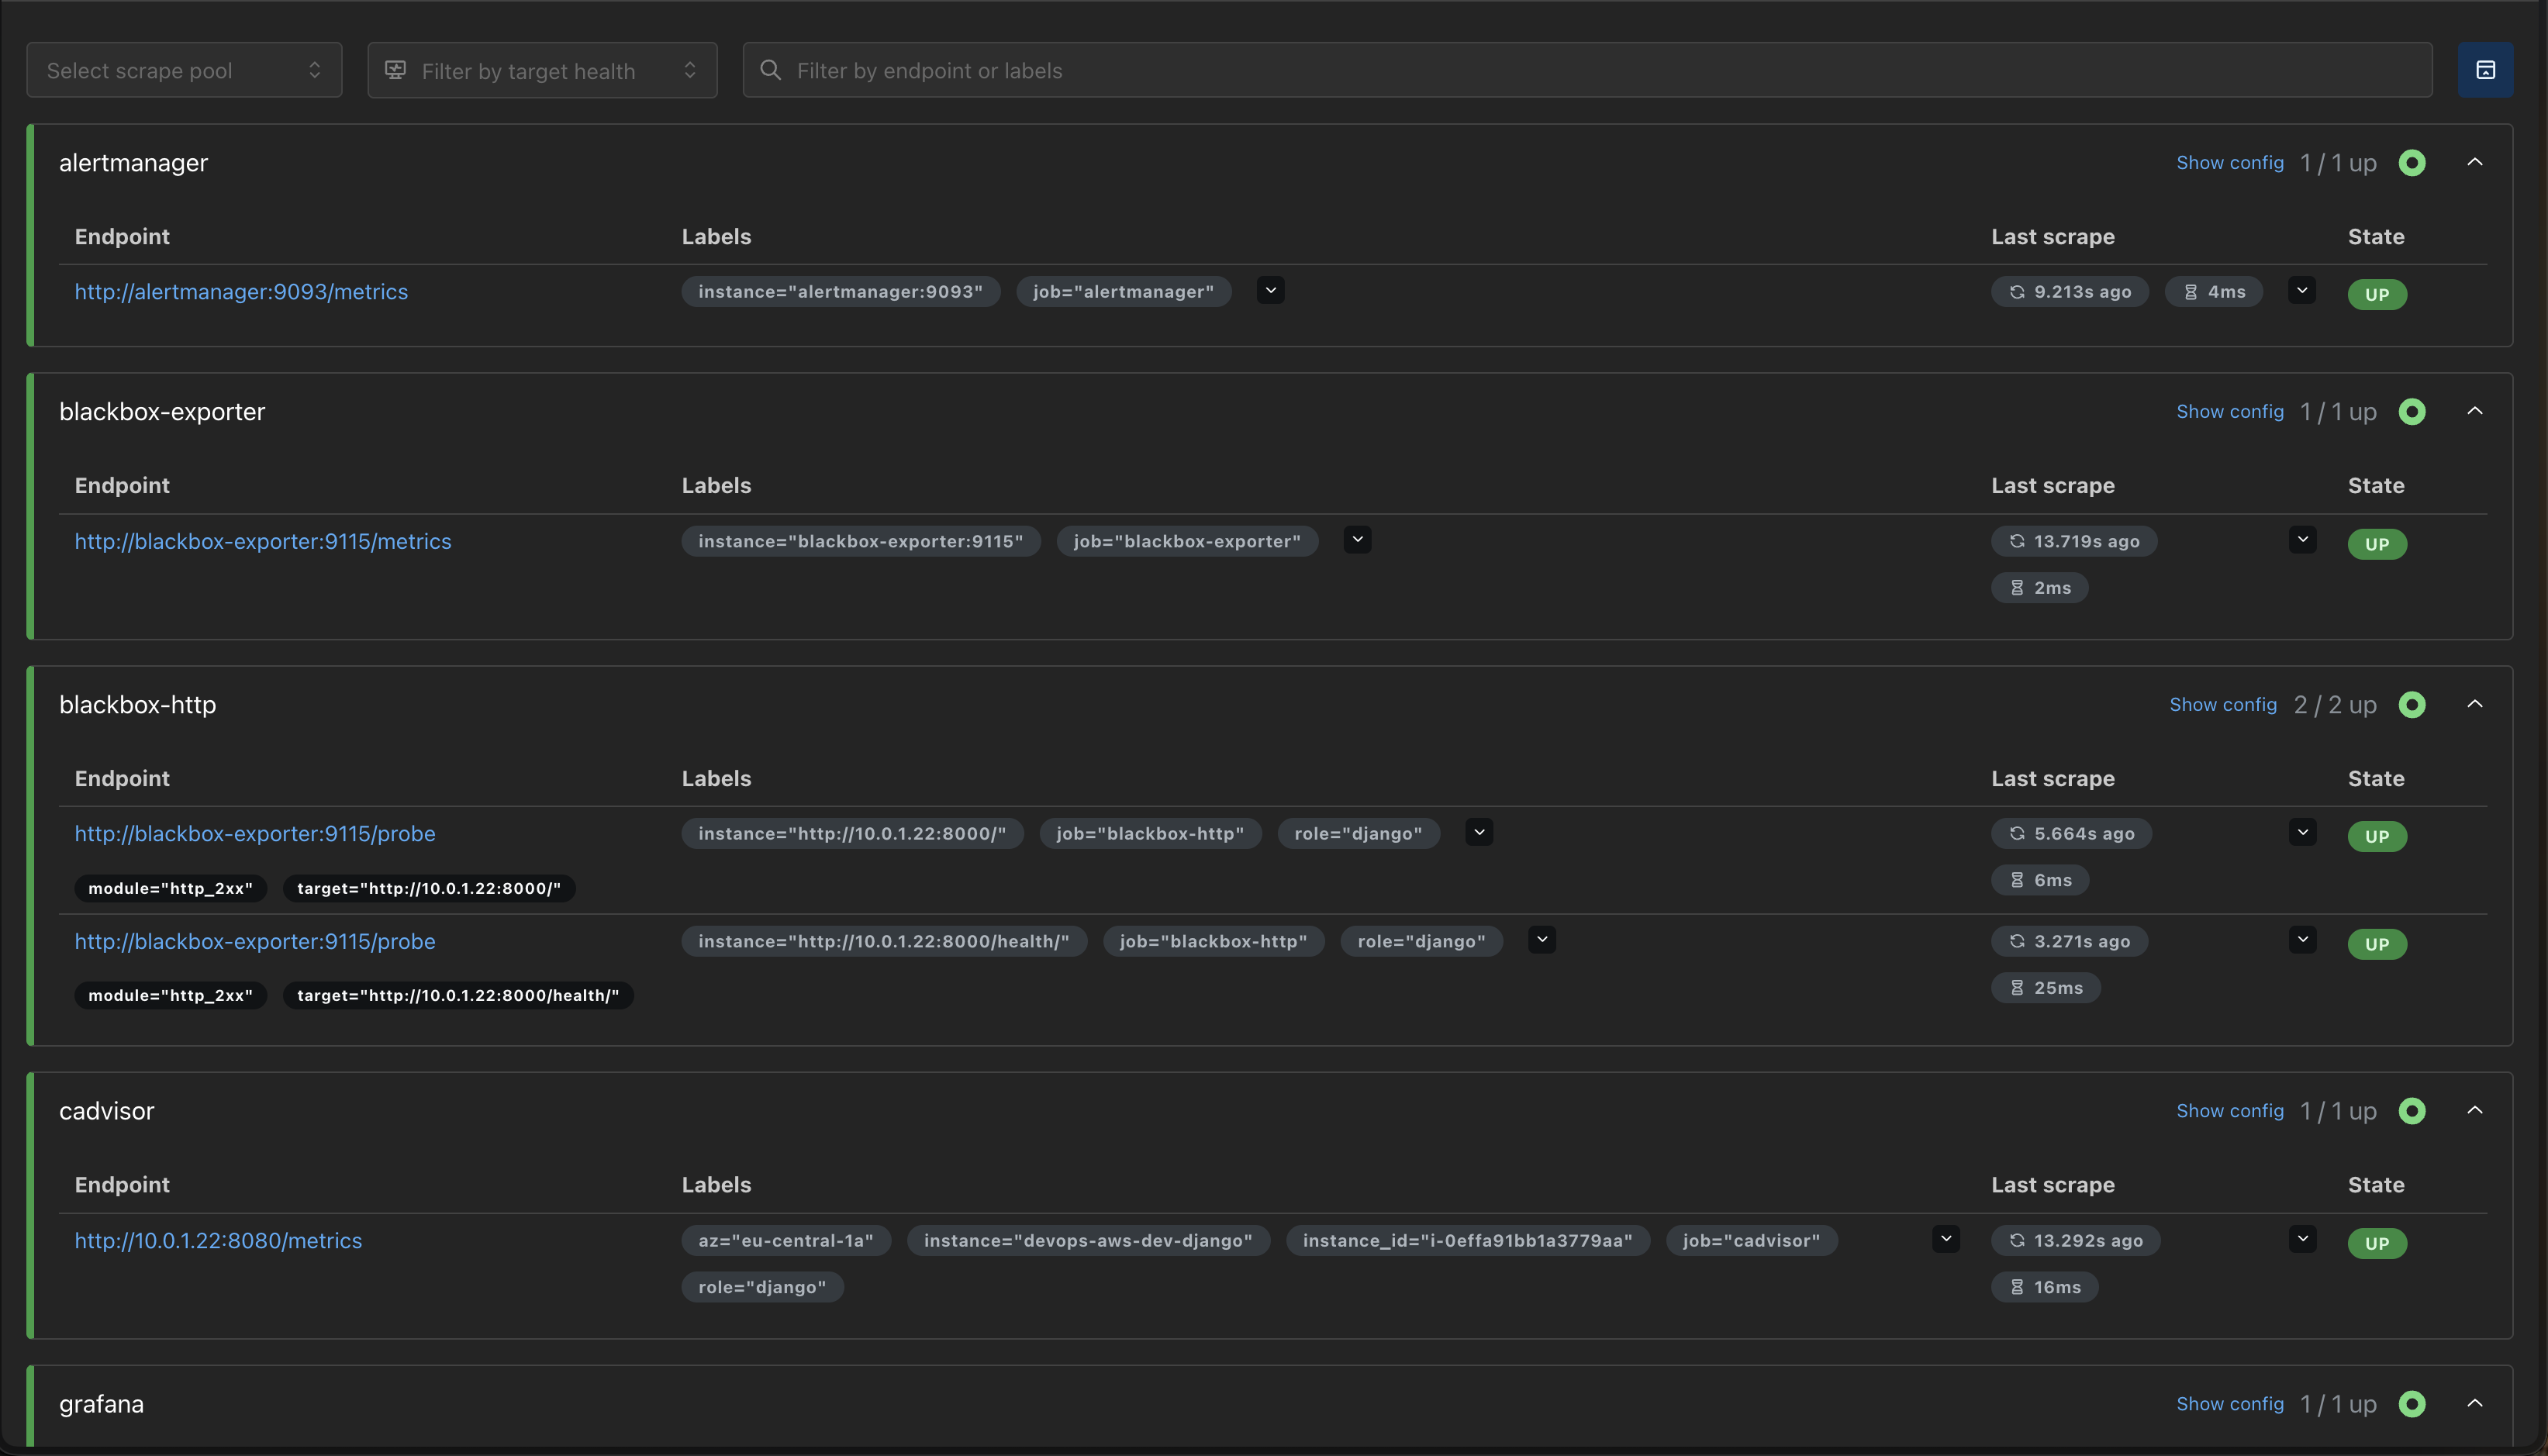 Select scrape pool Filter by target health Filter by endpoint or labels
alertmanager Show config 1 / 1 up
Endpoint Labels Last scrape State
http://alertmanager:9093/metrics instance="alertmanager:9093" job="alertmanager" 9.213s ago 4ms UP
blackbox-exporter Show config 1 / 1 up
Endpoint Labels Last scrape State
http://blackbox-exporter:9115/metrics instance="blackbox-exporter:9115" job="blackbox-exporter" 13.719s ago UP
2ms
blackbox-http Show config 2 / 2 up
Endpoint Labels Last scrape State
http://blackbox-exporter:9115/probe instance="http://10.0.1.22:8000/" job="blackbox-http" role="django" 5.664s ago UP
module="http_2xx" target="http://10.0.1.22:8000/" 6ms
http://blackbox-exporter:9115/probe instance="http://10.0.1.22:8000/health/" job="blackbox-http" role="django" 3.271s ago UP
module="http_2xx" target="http://10.0.1.22:8000/health/" 25ms
cadvisor Show config 1 / 1 up
Endpoint Labels Last scrape State
http://10.0.1.22:8080/metrics az="eu-central-1a" instance="devops-aws-dev-django" instance_id="i-0effa91bb1a3779aa" job="cadvisor" 13.292s ago UP
role="django" 16ms
grafana Show config 1 / 1 up